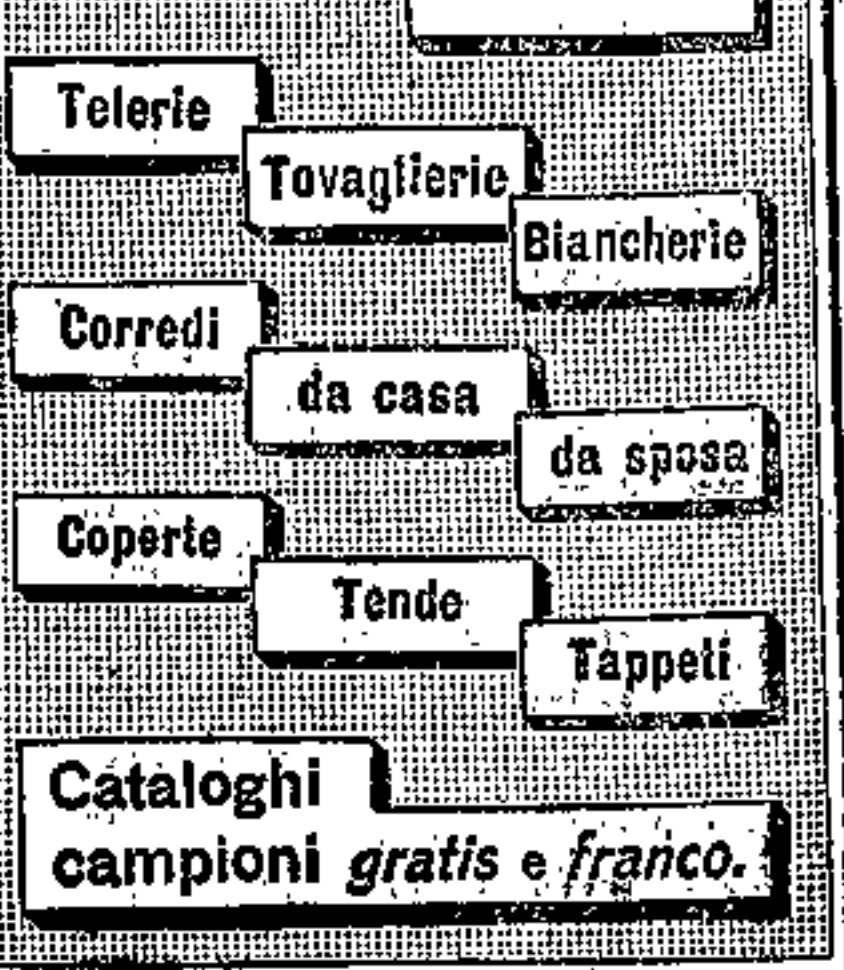 Telerie
Tovaglierie
Biancherie
Corredi
da casa
da sposa
Coperte
Tende
Tappeti
Cataloghi
campioni gratis e franco.